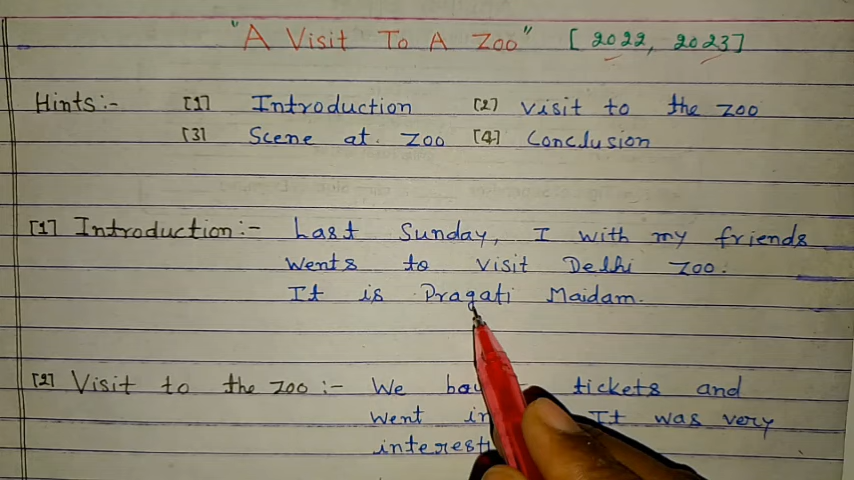 "A Visit To A Zoo" [2022, 2023]
Hints:- [1] Introduction [2] visit to the zoo
[3] Scene at zoo [4] Conclusion
[1] Introduction:- Last Sunday, I with my friends
wents to visit Delhi zoo.
It is Pragati Maidam.
[2] Visit to the zoo:- We tickets and
went It was very